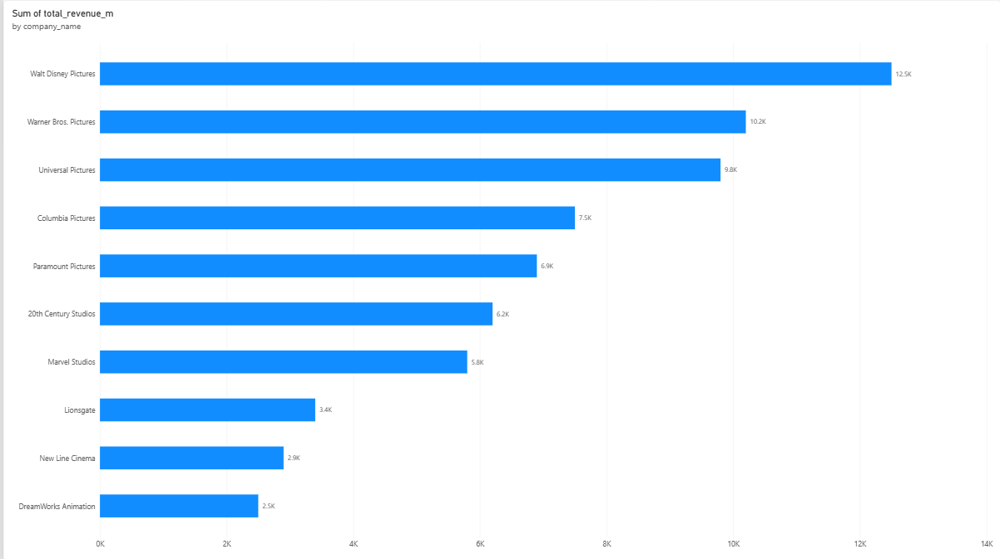 Sum of total_revenue_m
by company_name
Walt Disney Pictures 12.5K
Warner Bros. Pictures 10.2K
Universal Pictures 9.8K
Columbia Pictures 7.5K
Paramount Pictures 6.9K
20th Century Studios 6.2K
Marvel Studios 5.8K
Lionsgate 3.4K
New Line Cinema 2.9K
DreamWorks Animation 2.5K
0K 2K 4K 6K 8K 10K 12K 14K